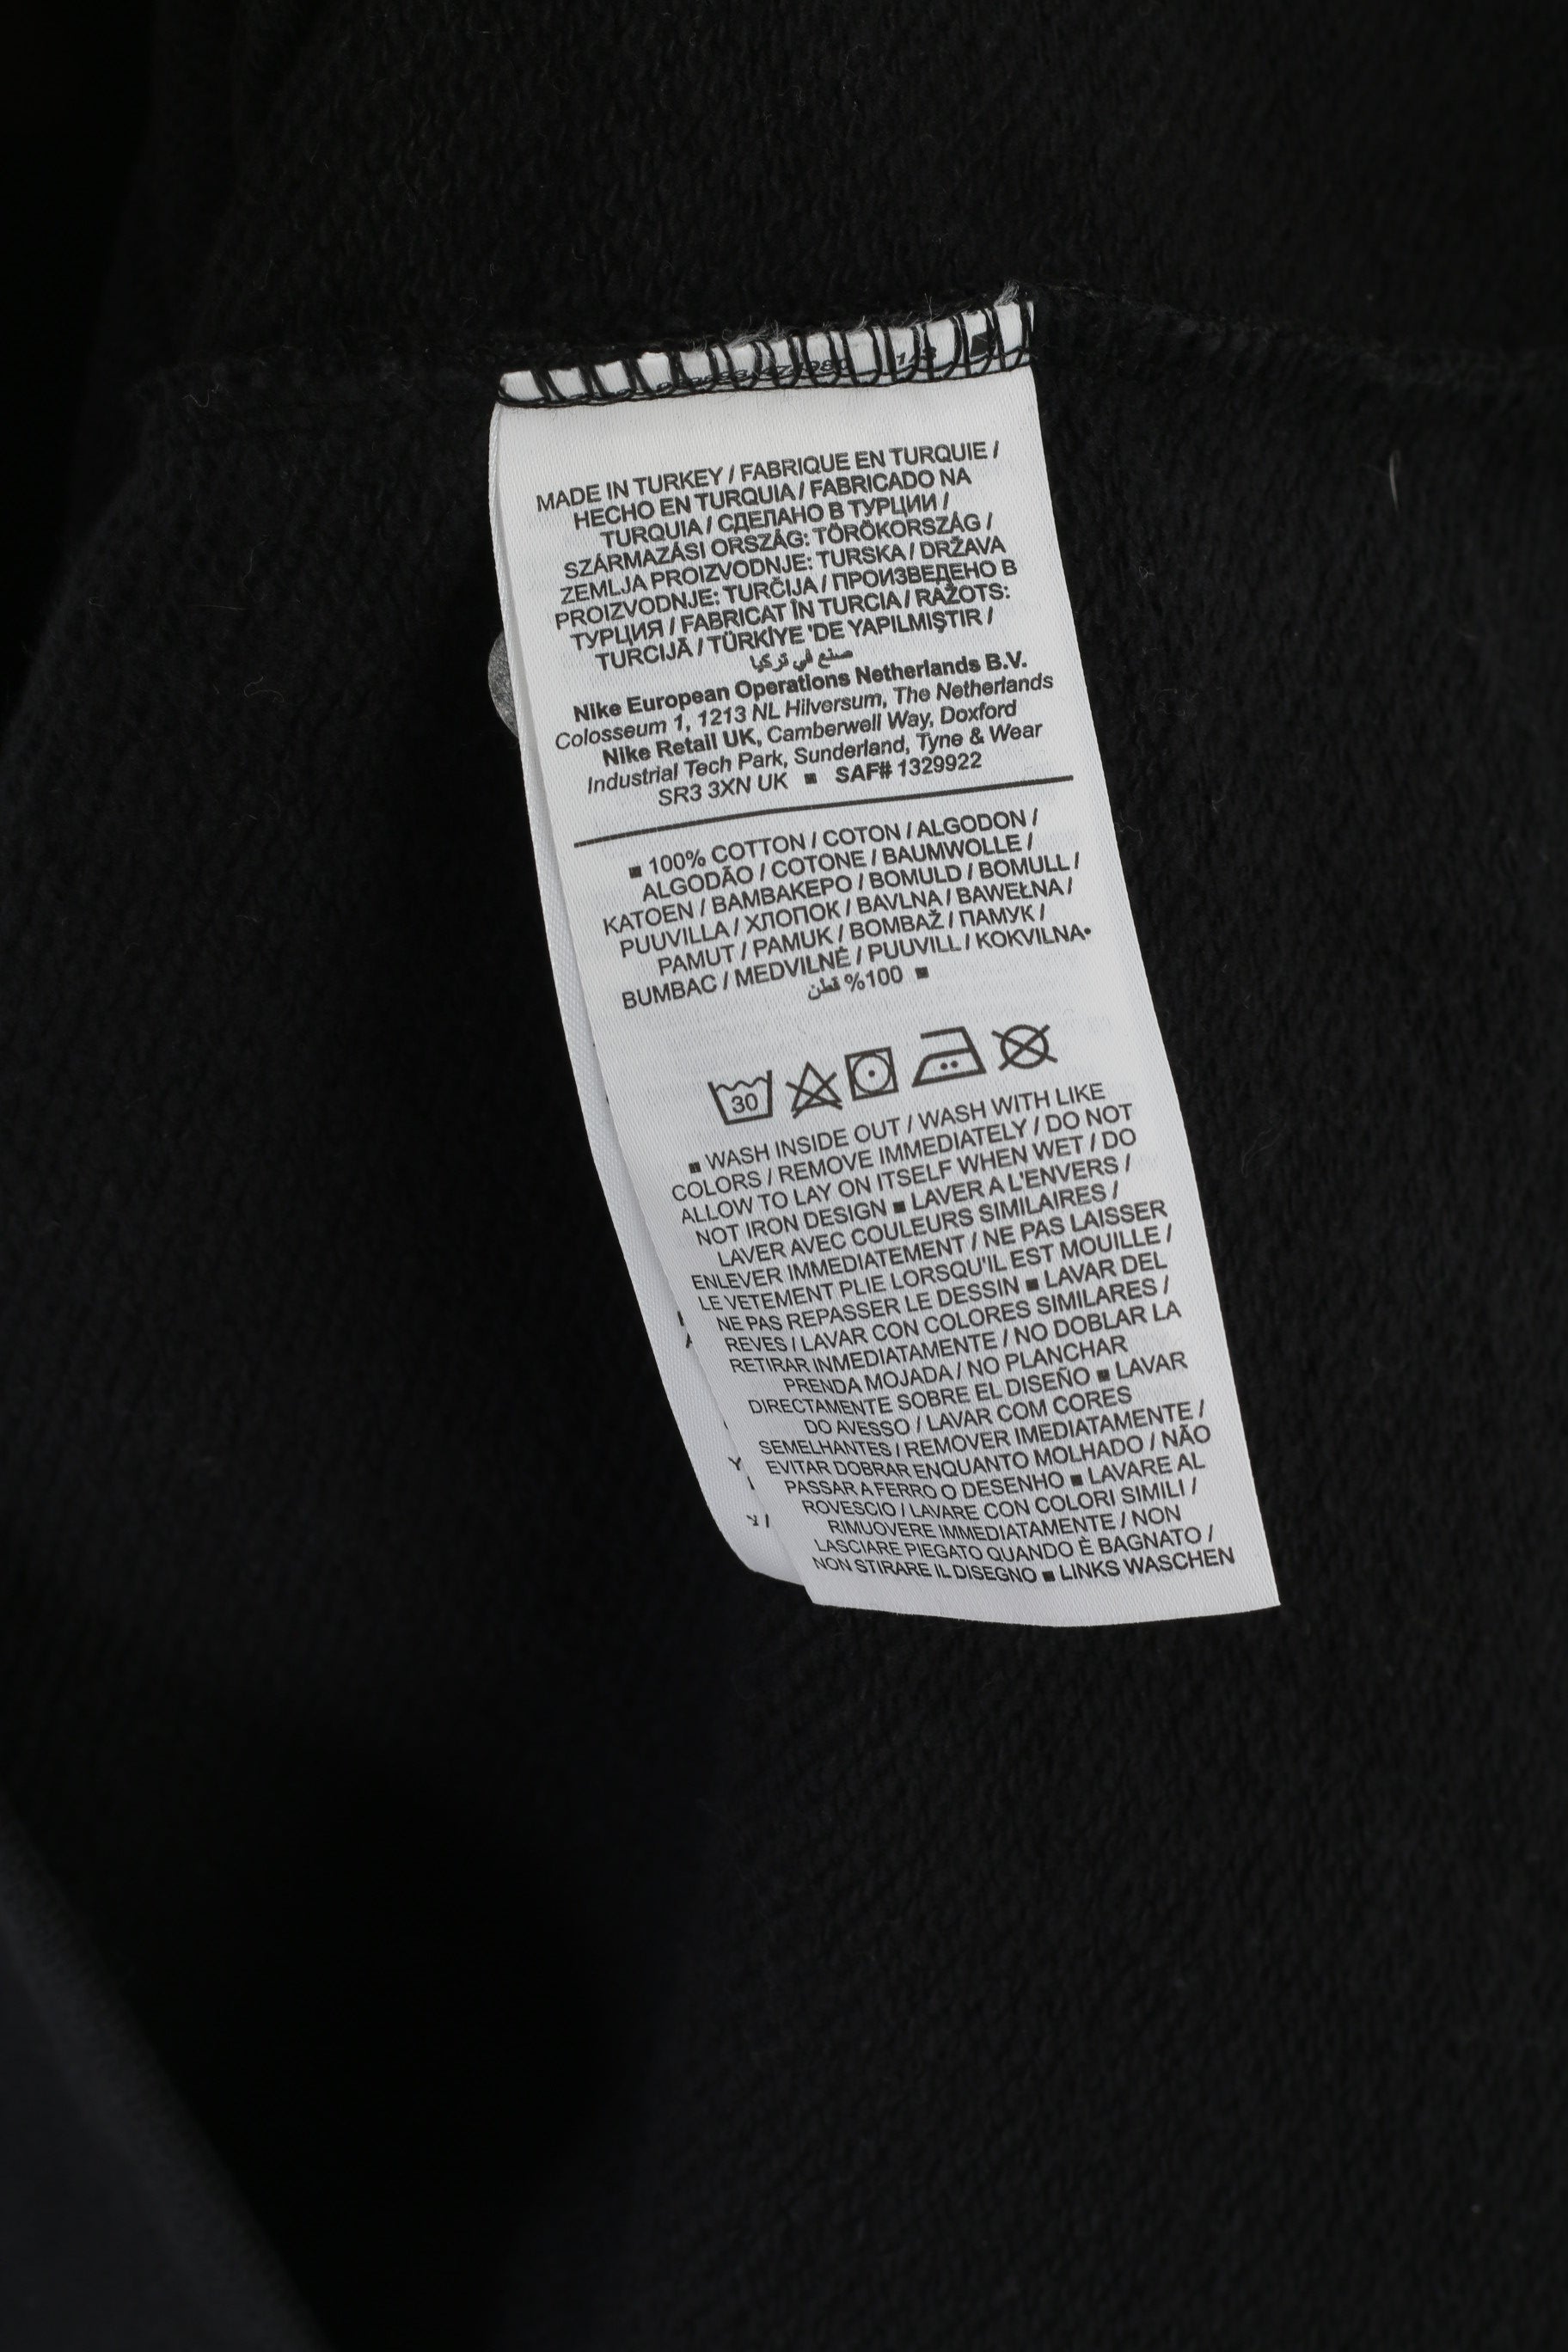 MADE IN TURKEY / FABRIQUE EN TURQUIE /
HECHO EN TURQUIA / FABRICADO NA
TURQUIA / СДЕЛАНО В ТУРЦИИ /
SZÁRMAZÁSI ORSZÁG: TÖRÖKORSZÁG /
ZEMLJA PROIZVODNJE: TURSKA / DRŽAVA
PROIZVODNJE: TURČIJA / ПРОИЗВЕДЕНО В
ТУРЦИЯ / FABRICAT ÎN TURCIA / RAŽOTS:
TURCIJĀ / TÜRKİYE 'DE YAPILMIŞTIR /
صنع في تركيا
Nike European Operations Netherlands B.V.
Colosseum 1, 1213 NL Hilversum, The Netherlands
Nike Retail UK, Camberwell Way, Doxford
Industrial Tech Park, Sunderland, Tyne & Wear
SR3 3XN UK ■ SAF# 1329922
■ 100% COTTON / COTON / ALGODON /
ALGODÃO / COTONE / BAUMWOLLE /
KATOEN / ΒΑΜΒΑΚΕΡΟ / BOMULD / BOMULL /
PUUVILLA / ХЛОПОК / BAVLNA / BAWEŁNA /
PAMUT / PAMUK / BOMBAŽ / ПАМУК /
BUMBAC / MEDVILNĖ / PUUVILL / KOKVILNA•
100% قطن ■
30
■ WASH INSIDE OUT / WASH WITH LIKE
COLORS / REMOVE IMMEDIATELY / DO NOT
ALLOW TO LAY ON ITSELF WHEN WET / DO
NOT IRON DESIGN ■ LAVER A L'ENVERS /
LAVER AVEC COULEURS SIMILAIRES /
ENLEVER IMMEDIATEMENT / NE PAS LAISSER
LE VETEMENT PLIE LORSQU'IL EST MOUILLE /
NE PAS REPASSER LE DESSIN ■ LAVAR DEL
REVES / LAVAR CON COLORES SIMILARES /
RETIRAR INMEDIATAMENTE / NO DOBLAR LA
PRENDA MOJADA / NO PLANCHAR
DIRECTAMENTE SOBRE EL DISEÑO ■ LAVAR
DO AVESSO / LAVAR COM CORES
SEMELHANTES / REMOVER IMEDIATAMENTE /
EVITAR DOBRAR ENQUANTO MOLHADO / NÃO
PASSAR A FERRO O DESENHO ■ LAVARE AL
ROVESCIO / LAVARE CON COLORI SIMILI /
RIMUOVERE IMMEDIATAMENTE / NON
LASCIARE PIEGATO QUANDO È BAGNATO /
NON STIRARE IL DISEGNO ■ LINKS WASCHEN